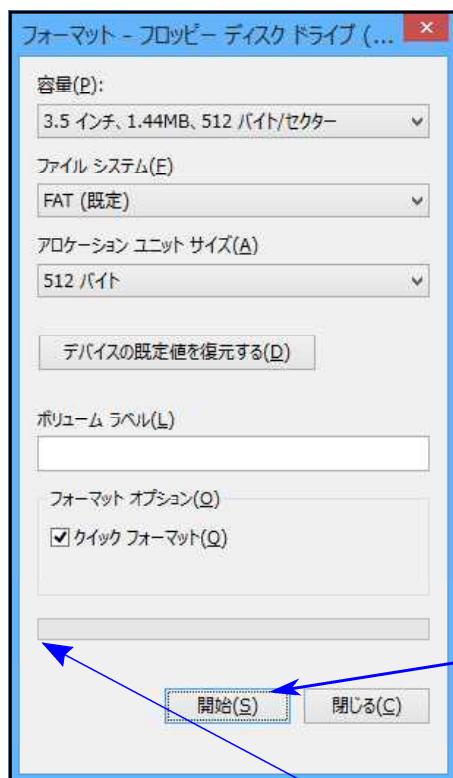 フォーマット - フロッピー ディスク ドライブ (...
容量(P):
3.5 インチ、1.44MB、512 バイト/セクター
ファイル システム(F)
FAT (既定)
アロケーション ユニット サイズ(A)
512 バイト
デバイスの既定値を復元する(D)
ボリューム ラベル(L)
フォーマット オプション(O)
クイック フォーマット(Q)
開始(S) 閉じる(C)